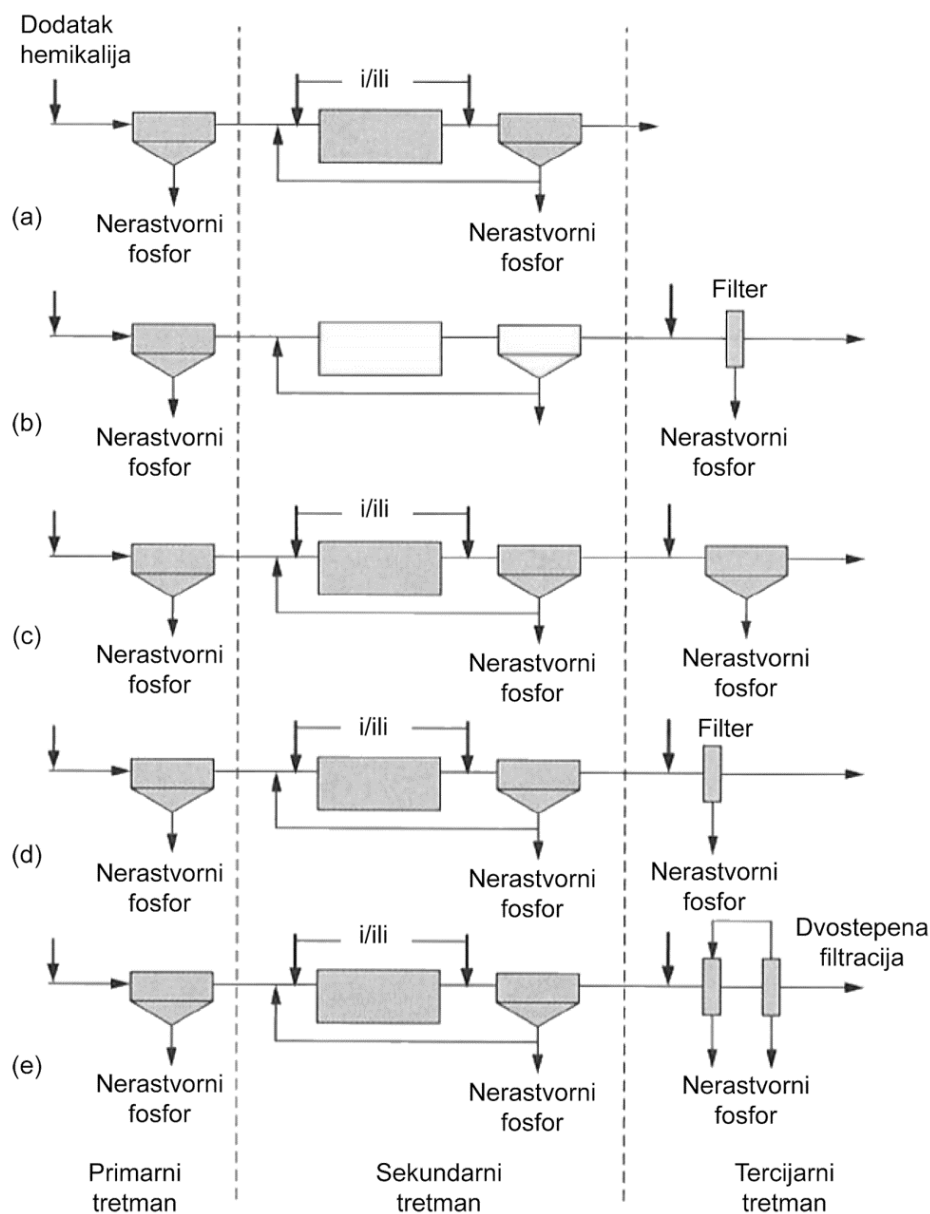 Dodatak
hemikalija
i/ili
(a)
Nerastvorni
fosfor
Nerastvorni
fosfor
Filter
(b)
Nerastvorni
fosfor
Nerastvorni
fosfor
i/ili
(c)
Nerastvorni
fosfor
Nerastvorni
fosfor
Nerastvorni
fosfor
i/ili
Filter
(d)
Nerastvorni
fosfor
Nerastvorni
fosfor
Nerastvorni
fosfor
i/ili
Dvostepena
filtracija
(e)
Nerastvorni
fosfor
Nerastvorni
fosfor
Nerastvorni
fosfor
Primarni
tretman
Sekundarni
tretman
Tercijarni
tretman